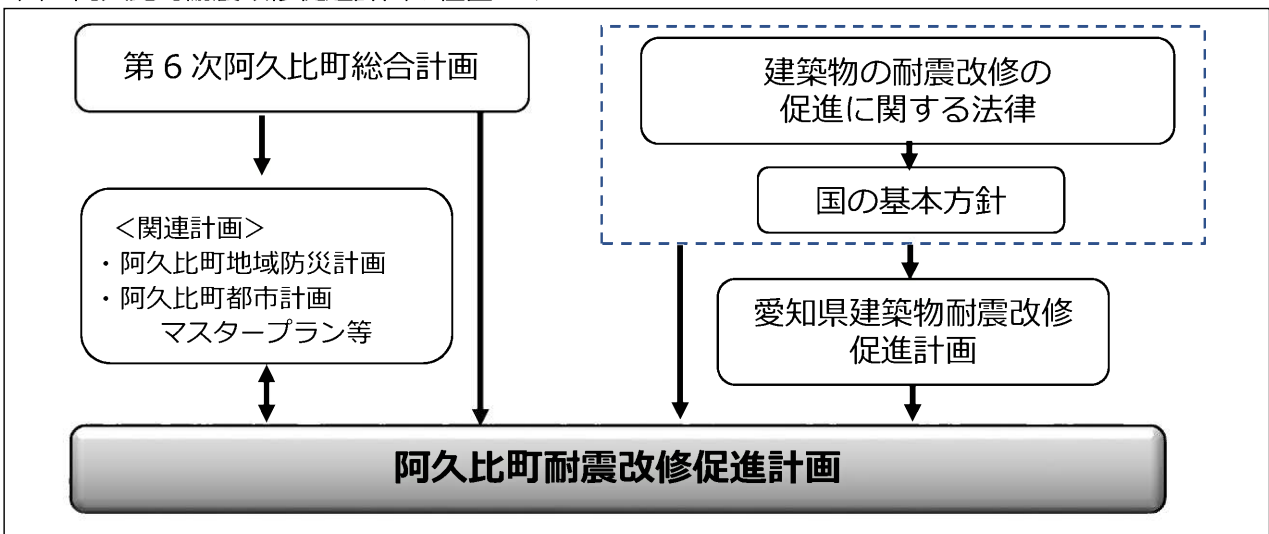 第6次阿久比町総合計画
建築物の耐震改修の
促進に関する法律
国の基本方針
＜関連計画＞
・阿久比町地域防災計画
・阿久比町都市計画
マスタープラン等
愛知県建築物耐震改修
促進計画
阿久比町耐震改修促進計画